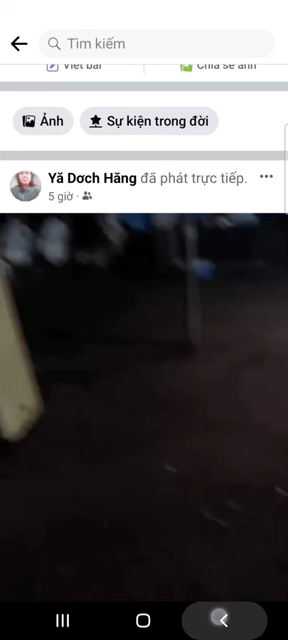 Tìm kiếm
Viết bài Chia sẻ ảnh
Ảnh Sự kiện trong đời
Yă Dơch Hăng đã phát trực tiếp.
5 giờ ·